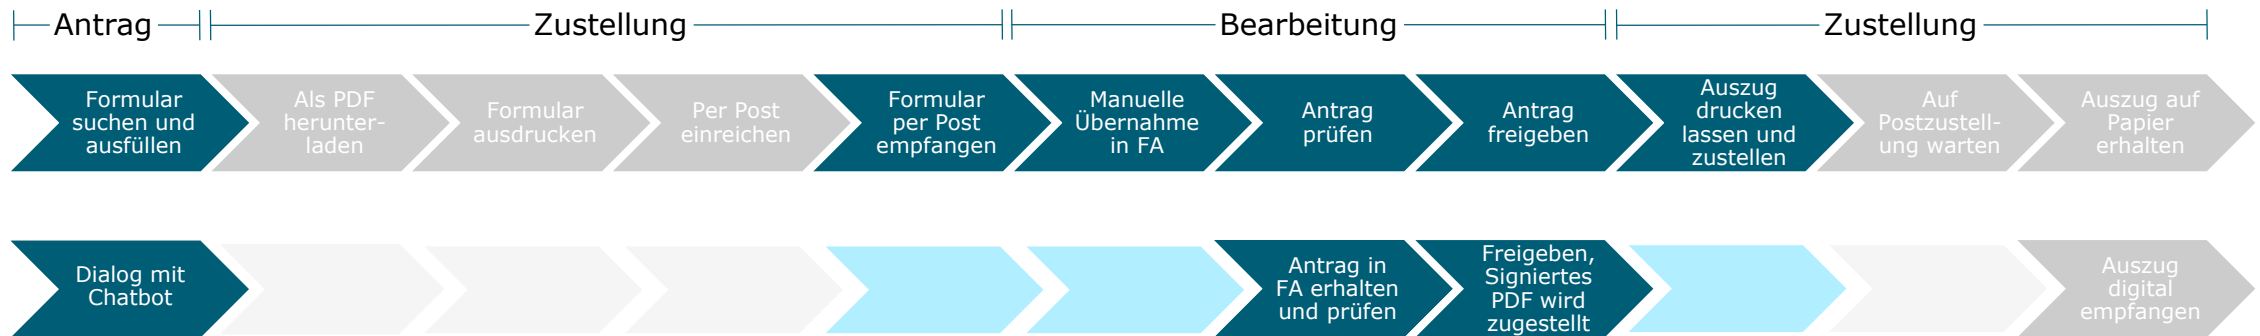 Antrag
Zustellung
Bearbeitung
Zustellung
Formular
suchen und
ausfüllen
Als PDF
herunter-
laden
Formular
ausdrucken
Per Post
einreichen
Formular
per Post
empfangen
Manuelle
Übernahme
in FA
Antrag
prüfen
Antrag
freigeben
Auszug
drucken
lassen und
zustellen
Auf
Postzustell-
ung warten
Auszug auf
Papier
erhalten
Dialog mit
Chatbot
Antrag in
FA erhalten
und prüfen
Freigeben,
Signiertes
PDF wird
zugestellt
Auszug
digital
empfangen